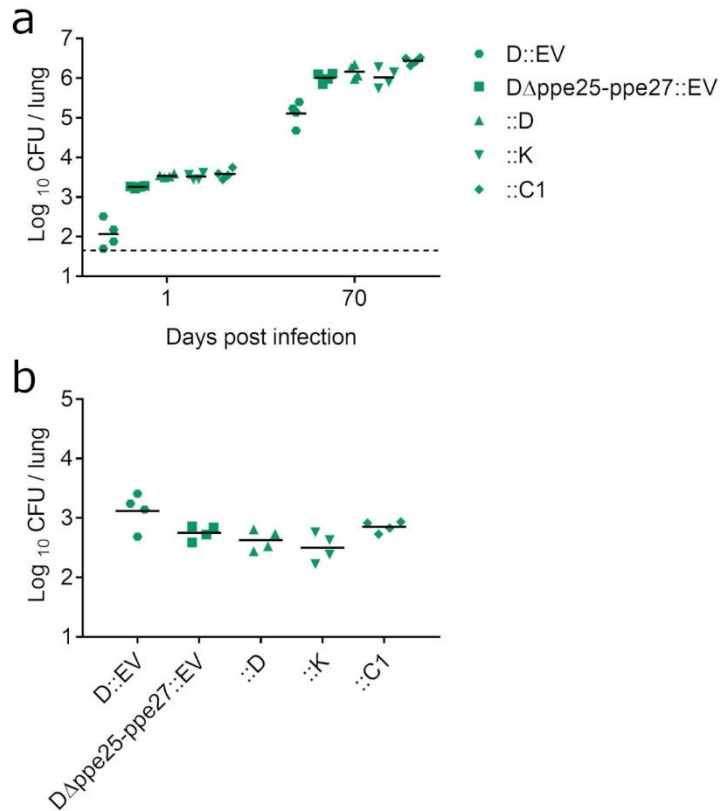 a
7
6
5
4
3
2
1
Log 10 CFU / lung
1 70
Days post infection
D::EV
DΔppe25-ppe27::EV
::D
::K
::C1
b
5
4
3
2
1
Log 10 CFU / lung
D::EV
DΔppe25-ppe27::EV
::D
::K
::C1